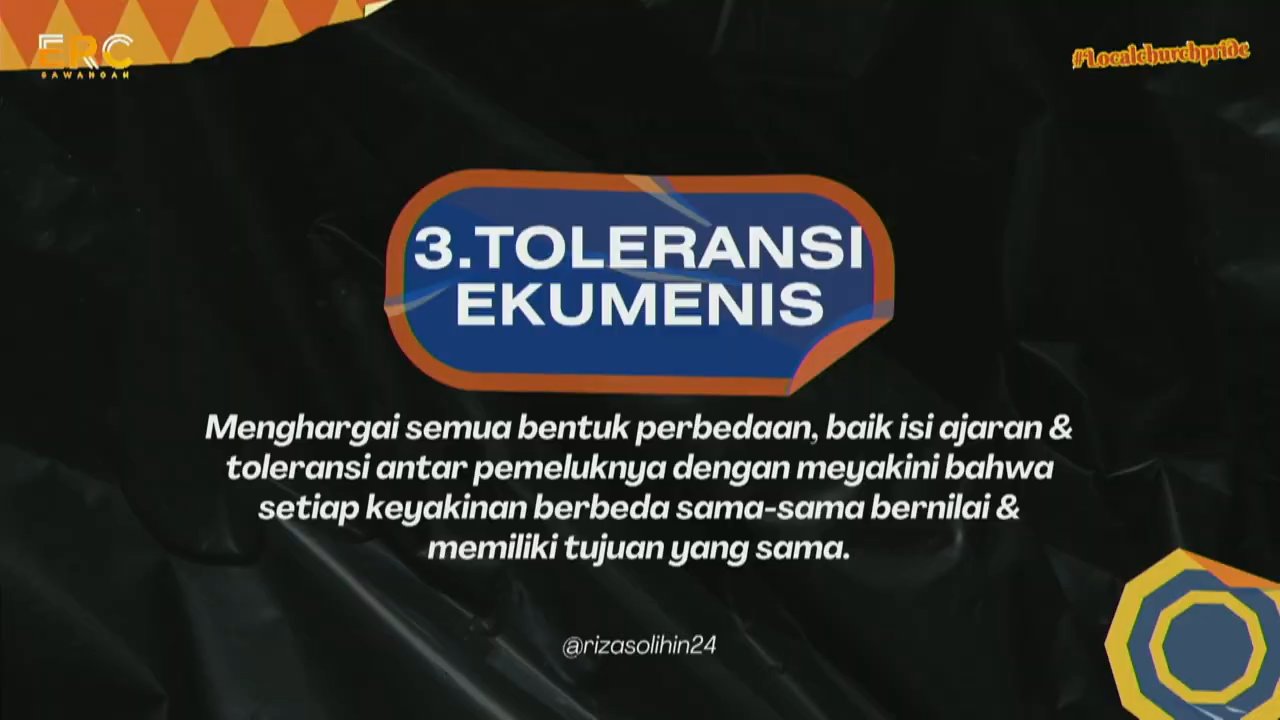 ERC
SAWANGAN
#Localchurchpride
3.TOLERANSI
EKUMENIS
Menghargai semua bentuk perbedaan, baik isi ajaran &
toleransi antar pemeluknya dengan meyakini bahwa
setiap keyakinan berbeda sama-sama bernilai &
memiliki tujuan yang sama.
@rizasolihin24